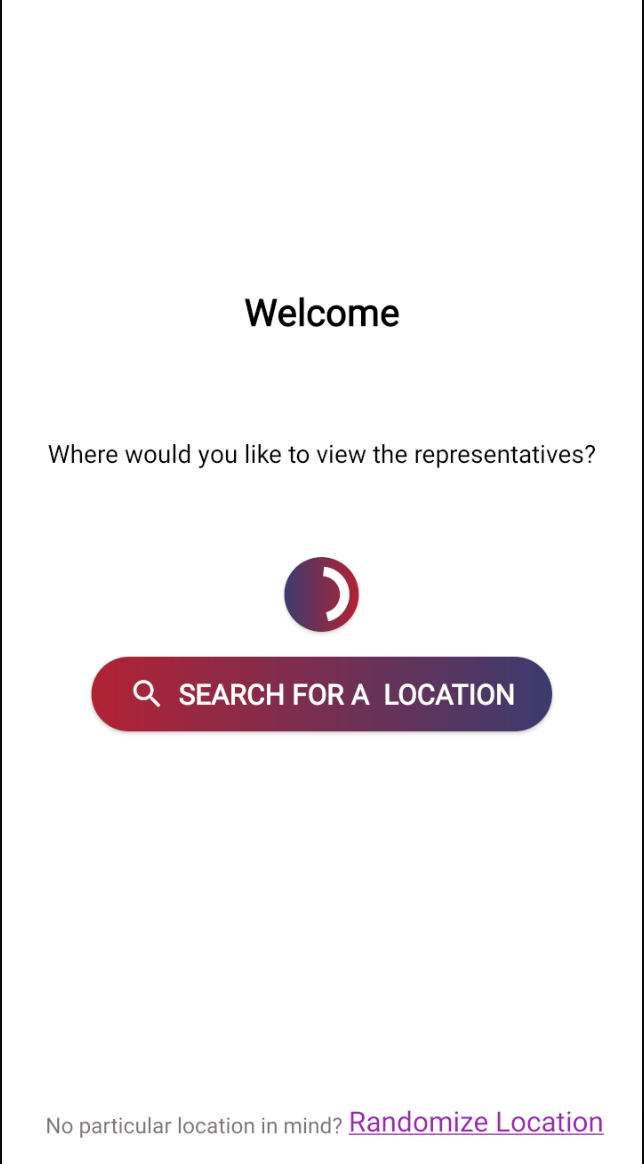 Welcome
Where would you like to view the representatives?
SEARCH FOR A  LOCATION
No particular location in mind? Randomize Location